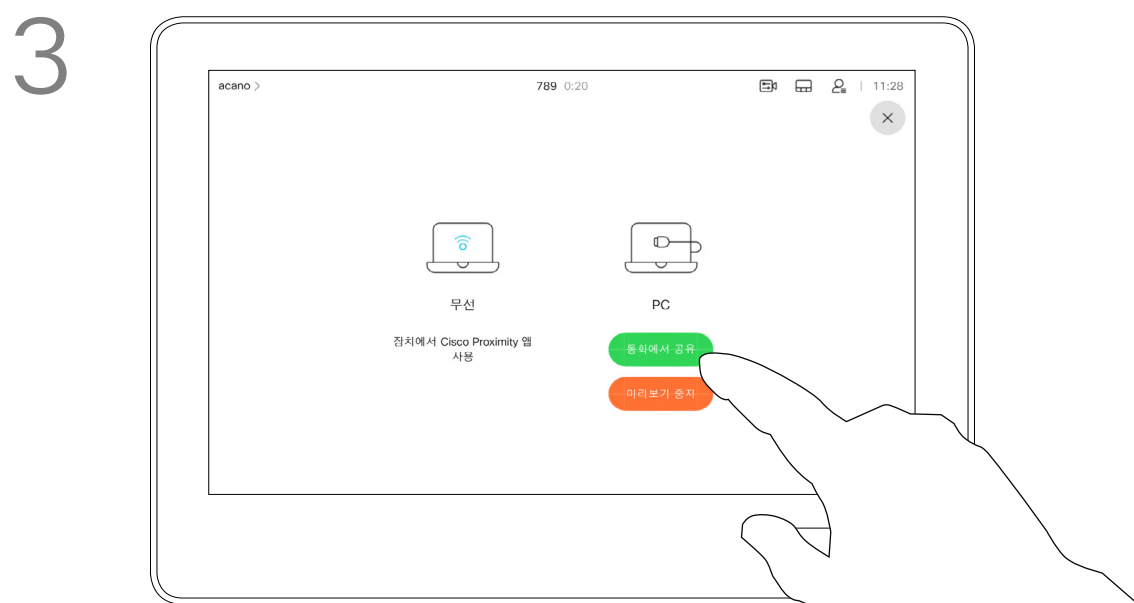 3
acano >
789 0:20
11:28
무선
PC
장치에서 Cisco Proximity 앱
사용
통화에서 공유
미리보기 중지